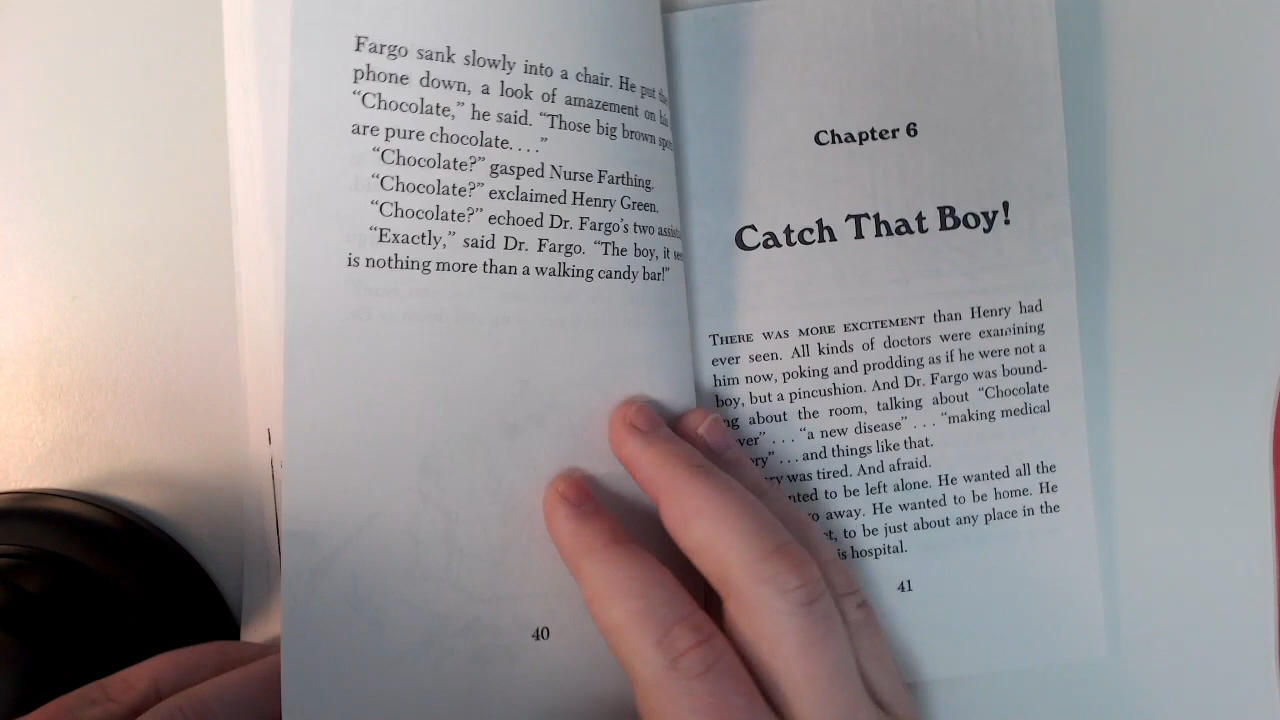 Fargo sank slowly into a chair. He put the
phone down, a look of amazement on his
“Chocolate,” he said. “Those big brown
are pure chocolate. . . .”
“Chocolate?” gasped Nurse Farthing.
“Chocolate?” exclaimed Henry Green.
“Chocolate?” echoed Dr. Fargo’s two
“Exactly,” said Dr. Fargo. “The boy, it
is nothing more than a walking candy bar!”
40
Chapter 6
Catch That Boy!
THERE WAS MORE EXCITEMENT than Henry had
ever seen. All kinds of doctors were examining
him now, poking and prodding as if he were not a
boy, but a pincushion. And Dr. Fargo was bound-
about the room, talking about “Chocolate
. . . “a new disease” . . . “making medical
. . . and things like that.
was tired. And afraid.
to be left alone. He wanted all the
away. He wanted to be home. He
to be just about any place in the
hospital.
41